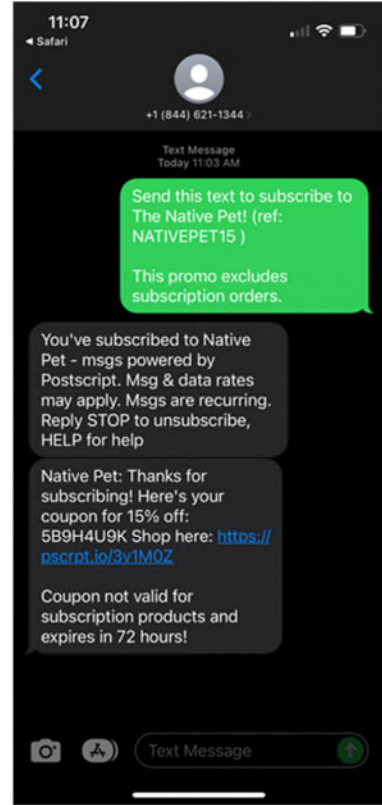 11:07
◀ Safari
+1 (844) 621-1344 >
Text Message
Today 11:03 AM
Send this text to subscribe to
The Native Pet! (ref:
NATIVEPET15 )
This promo excludes
subscription orders.
You've subscribed to Native
Pet - msgs powered by
Postscript. Msg & data rates
may apply. Msgs are recurring.
Reply STOP to unsubscribe,
HELP for help
Native Pet: Thanks for
subscribing! Here's your
coupon for 15% off:
5B9H4U9K Shop here: https://
pscrpt.io/3v1M0Z
Coupon not valid for
subscription products and
expires in 72 hours!
Text Message